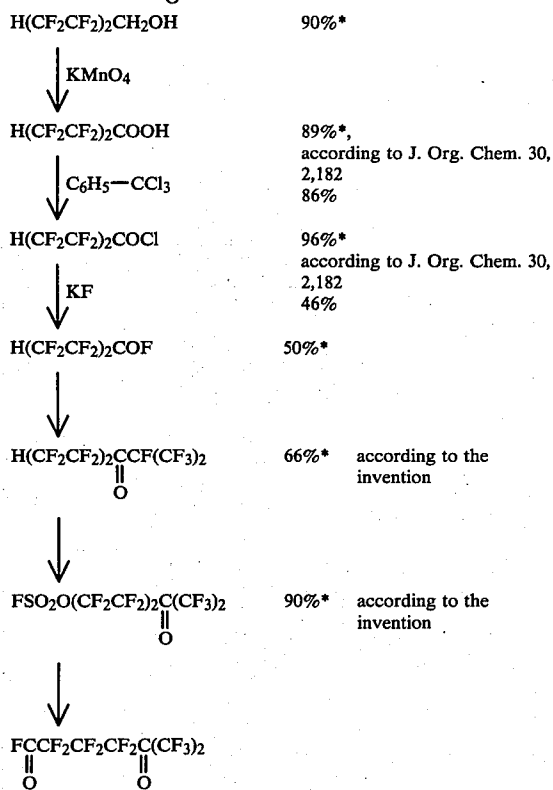 H(CF2CF2)2CH2OH 90%*
KMnO4
H(CF2CF2)2COOH 89%*,
according to J. Org. Chem. 30,
2,182
C6H5—CCl3
86%
H(CF2CF2)2COCl 96%*
according to J. Org. Chem. 30,
2,182
KF
46%
H(CF2CF2)2COF 50%*
H(CF2CF2)2CCF(CF3)2 66%* according to the
invention
O
FSO2O(CF2CF2)2C(CF3)2 90%* according to the
invention
O
FCCF2CF2CF2C(CF3)2
O O